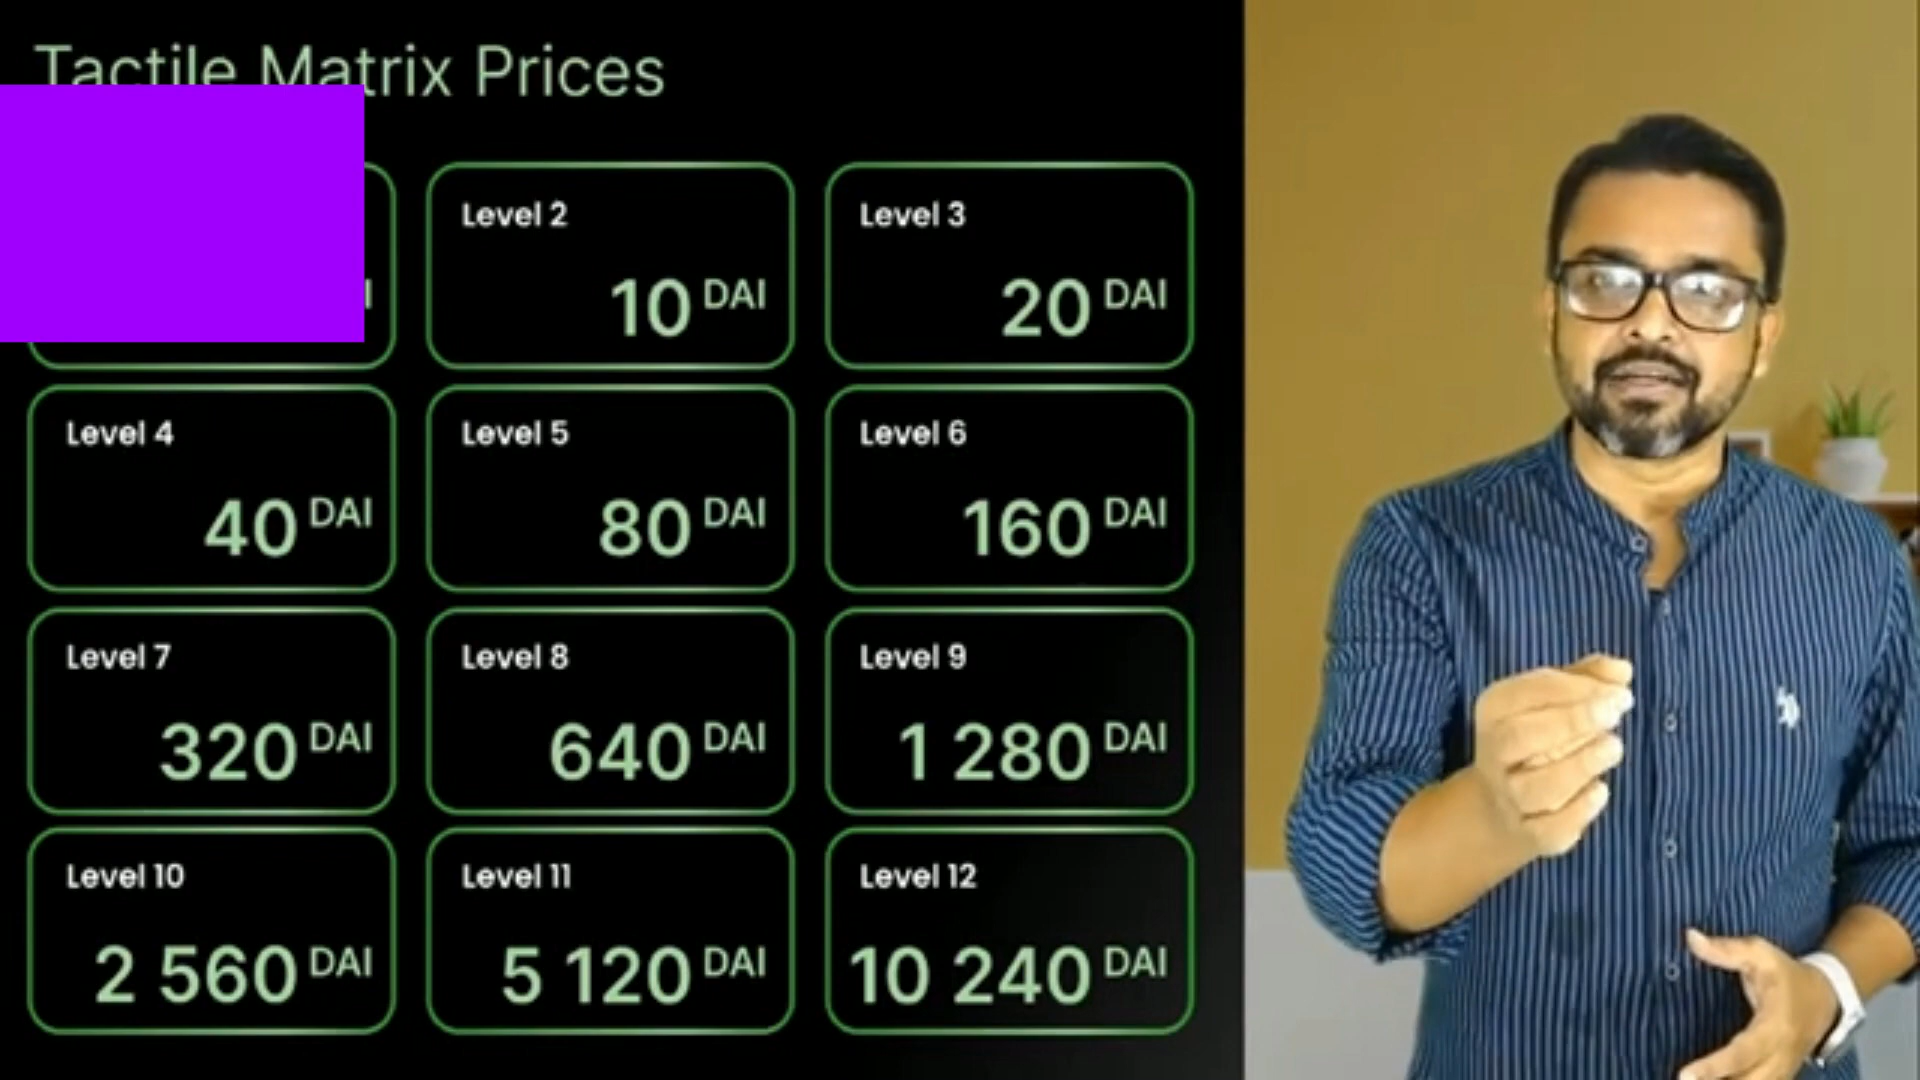 Tactile Matrix Prices
Level 2
10 DAI
Level 3
20 DAI
Level 4
40 DAI
Level 5
80 DAI
Level 6
160 DAI
Level 7
320 DAI
Level 8
640 DAI
Level 9
1 280 DAI
Level 10
2 560 DAI
Level 11
5 120 DAI
Level 12
10 240 DAI